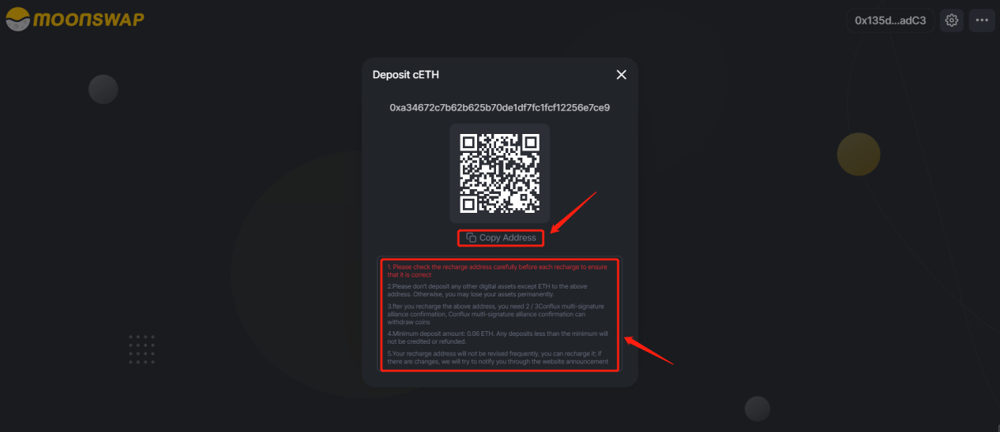 MOONSWAP
0x135d...adC3
Deposit cETH
0xa34672c7b62b625b70de1df7fc1fcf12256e7ce9
Copy Address
1. Please check the recharge address carefully before each recharge to ensure
that it is correct
2.Please don't deposit any other digital assets except ETH to the above
address. Otherwise, you may lose your assets permanently.
3.fter you recharge the above address, you need 2 / 3Conflux multi-signature
alliance confirmation, Conflux multi-signature alliance confirmation can
withdraw coins
4.Minimum deposit amount: 0.06 ETH. Any deposits less than the minimum will
not be credited or refunded.
5.Your recharge address will not be revised frequently, you can recharge it; if
there are changes, we will try to notify you through the website announcement